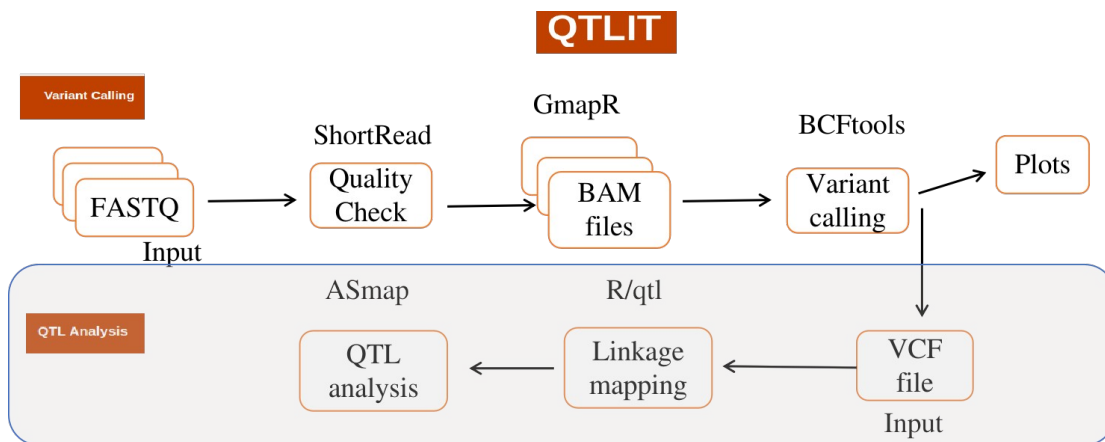 QTLIT
Variant Calling
GmapR
ShortRead
BCFtools
FASTQ
Input
Quality
Check
BAM
files
Variant
calling
Plots
QTL Analysis
ASmap
R/qtl
QTL
analysis
Linkage
mapping
VCF
file
Input